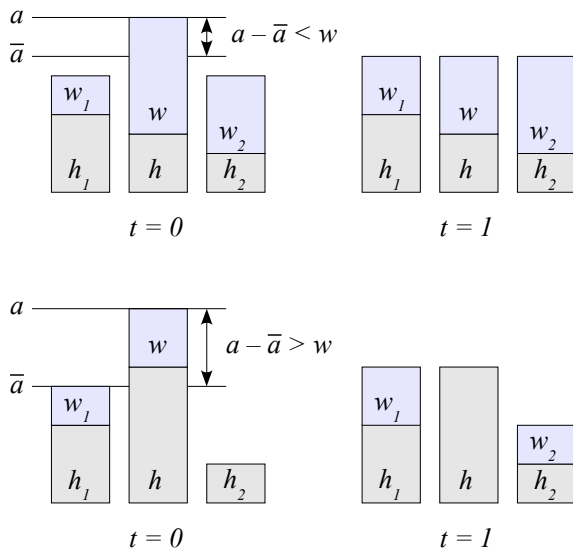 a
a̅
a − a̅ < w
w₁ w w₂ w₁ w w₂
h₁ h h₂ h₁ h h₂
t = 0 t = 1
a
w
a − a̅ > w
a̅
w₁ w₁ w₂
h₁ h h₂ h₁ h h₂
t = 0 t = 1